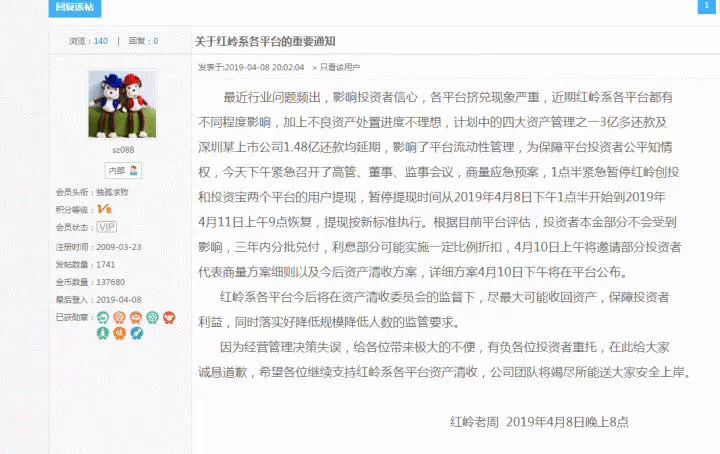 回复该帖
1
浏览：140 | 回复：0
关于红岭系各平台的重要通知
发表于:2019-04-08 20:02:04 > 只看该用户
最近行业问题频出，影响投资者信心，各平台挤兑现象严重，近期红岭系各平台都有
不同程度影响，加上不良资产处置进度不理想，计划中的四大资产管理之一3亿多还款及
深圳某上市公司1.48亿还款均延期，影响了平台流动性管理，为保障平台投资者公平知情
权，今天下午紧急召开了高管、董事、监事会议，商量应急预案，1点半紧急暂停红岭创投
和投资宝两个平台的用户提现，暂停提现时间从2019年4月8日下午1点半开始到2019年
4月11日上午9点恢复，提现按新标准执行。根据目前平台评估，投资者本金部分不会受到
影响，三年内分批兑付，利息部分可能实施一定比例折扣，4月10日上午将邀请部分投资者
代表商量方案细则以及今后资产清收方案，详细方案4月10日下午将在平台公布。
红岭系各平台今后将在资产清收委员会的监督下，尽最大可能收回资产，保障投资者
利益，同时落实好降低规模降低人数的监管要求。
因为经营管理决策失误，给各位带来极大的不便，有负各位投资者重托，在此给大家
诚恳道歉，希望各位继续支持红岭系各平台资产清收，公司团队将竭尽所能送大家安全上岸。
红岭老周 2019年4月8日晚上8点
sz088
内部
会员头衔：独孤求败
积分等级：V8
会员状态：VIP
注册时间：2009-03-23
发帖数量：1741
金币数量：137680
最后登入：2019-04-08
已获勋章：